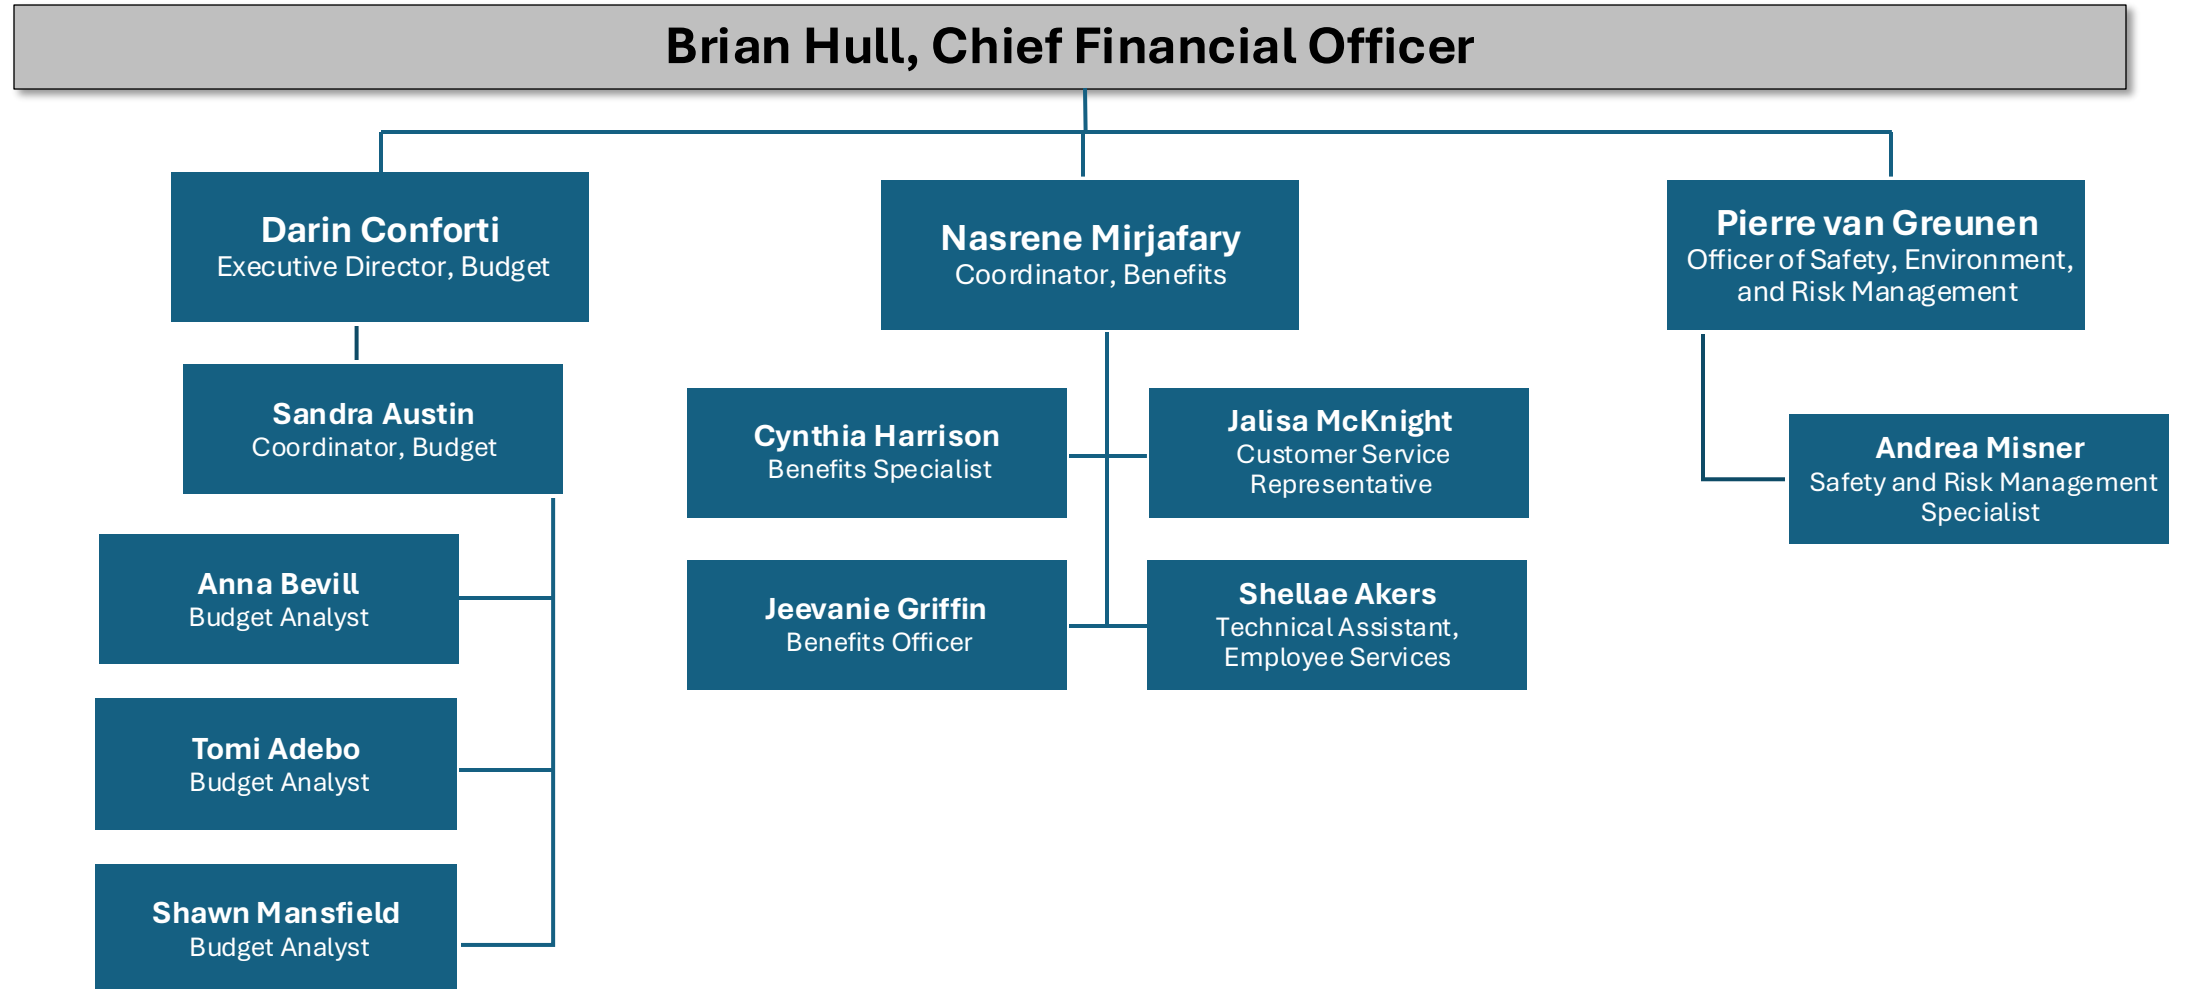 Brian Hull, Chief Financial Officer
Darin Conforti
Executive Director, Budget
Nasrene Mirjafary
Coordinator, Benefits
Pierre van Greunen
Officer of Safety, Environment,
and Risk Management
Sandra Austin
Coordinator, Budget
Cynthia Harrison
Benefits Specialist
Jalisa McKnight
Customer Service
Representative
Andrea Misner
Safety and Risk Management
Specialist
Anna Bevill
Budget Analyst
Jeevanie Griffin
Benefits Officer
Shellae Akers
Technical Assistant,
Employee Services
Tomi Adebo
Budget Analyst
Shawn Mansfield
Budget Analyst